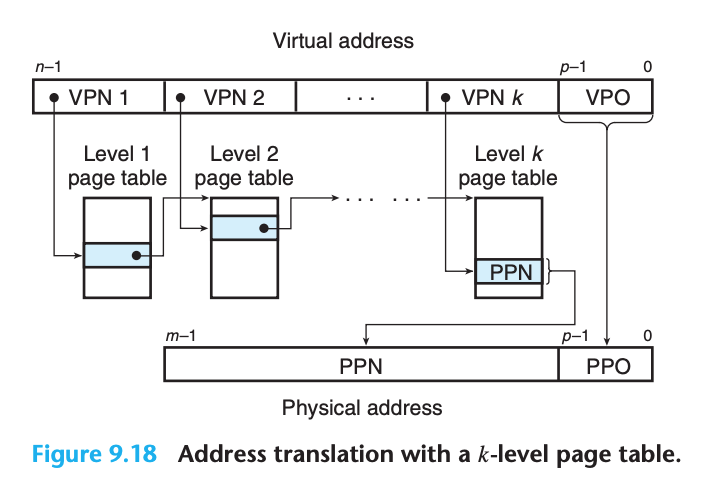 Virtual address
n–1 p–1 0
VPN 1 VPN 2 . . . VPN k VPO
Level 1 Level 2 Level k
page table page table page table
. . . . . .
PPN
m–1 p–1 0
PPN PPO
Physical address
Figure 9.18 Address translation with a k-level page table.